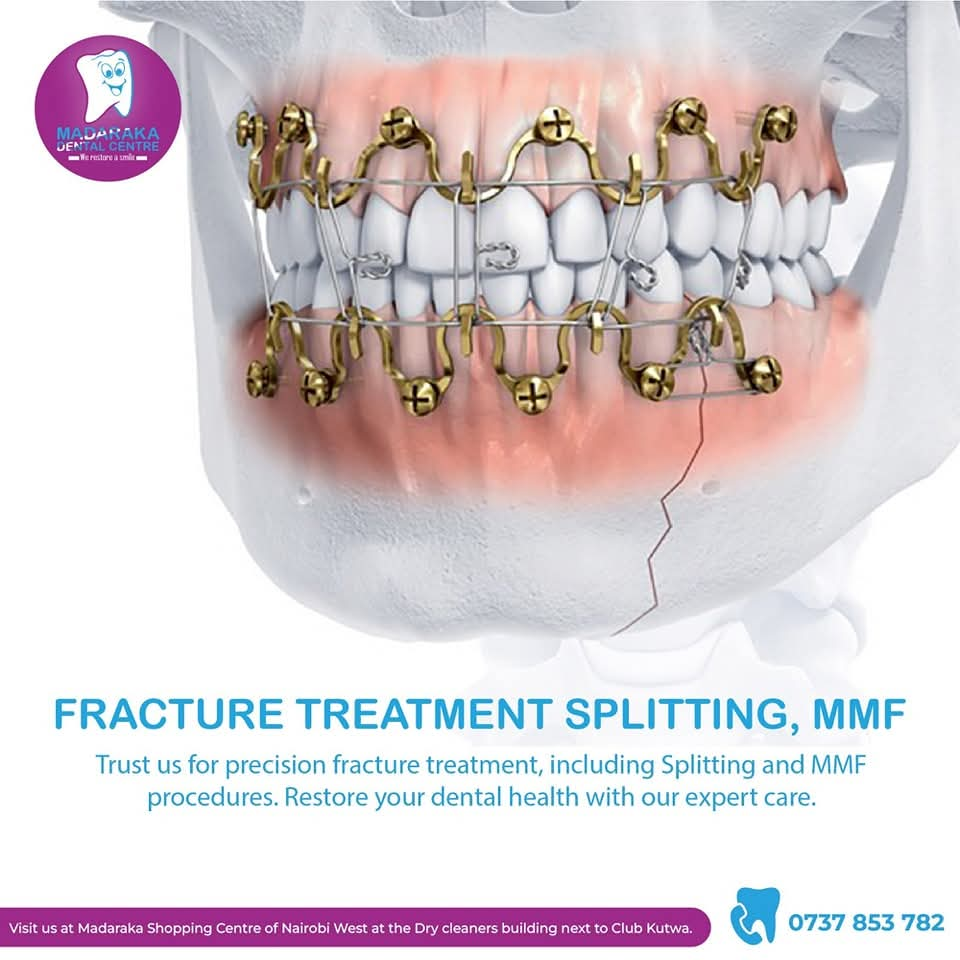 MADARAKA
DENTAL CENTRE
We restore a smile
FRACTURE TREATMENT SPLITTING, MMF
Trust us for precision fracture treatment, including Splitting and MMF
procedures. Restore your dental health with our expert care.
Visit us at Madaraka Shopping Centre of Nairobi West at the Dry cleaners building next to Club Kutwa.
0737 853 782